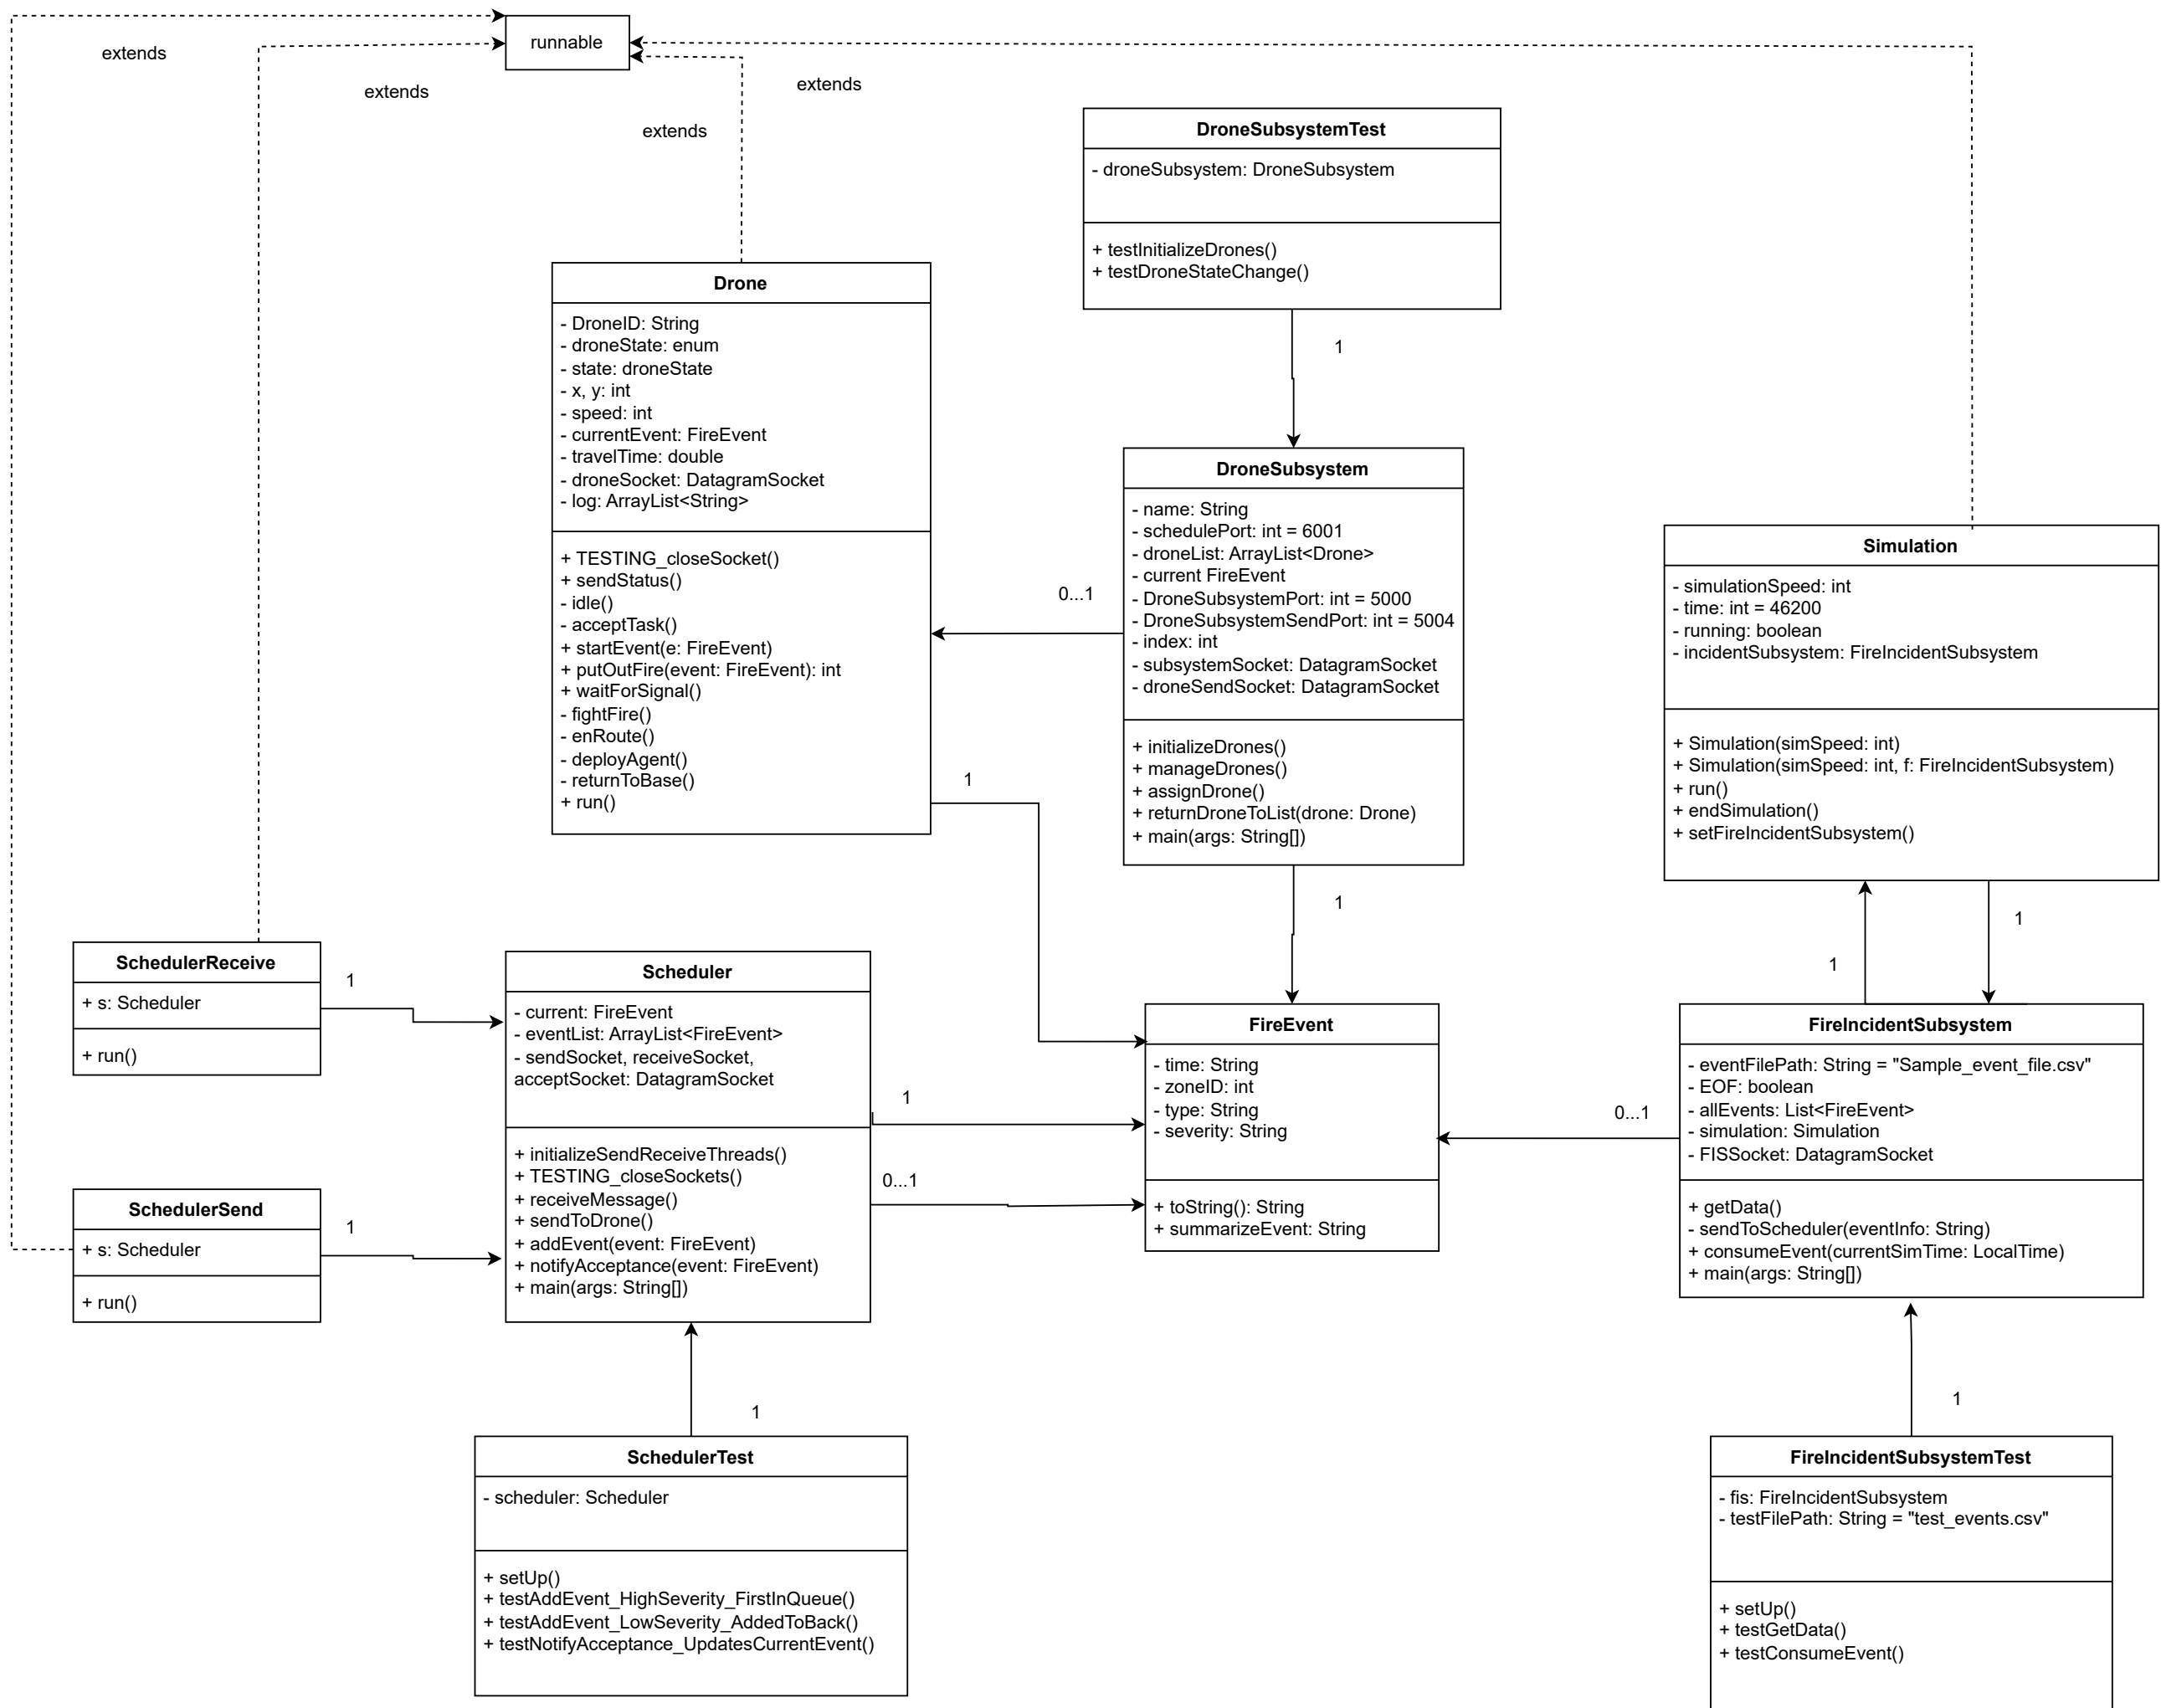 runnable
extends
extends
extends
extends
DroneSubsystemTest
- droneSubsystem: DroneSubsystem
+ testInitializeDrones()
+ testDroneStateChange()
1
Drone
- DroneID: String
- droneState: enum
- state: droneState
- x, y: int
- speed: int
- currentEvent: FireEvent
- travelTime: double
- droneSocket: DatagramSocket
- log: ArrayList<String>
+ TESTING_closeSocket()
+ sendStatus()
- idle()
- acceptTask()
+ startEvent(e: FireEvent)
+ putOutFire(event: FireEvent): int
+ waitForSignal()
- fightFire()
- enRoute()
- deployAgent()
- returnToBase()
+ run()
1
0...1
DroneSubsystem
- name: String
- schedulePort: int = 6001
- droneList: ArrayList<Drone>
- current FireEvent
- DroneSubsystemPort: int = 5000
- DroneSubsystemSendPort: int = 5004
- index: int
- subsystemSocket: DatagramSocket
- droneSendSocket: DatagramSocket
+ initializeDrones()
+ manageDrones()
+ assignDrone()
+ returnDroneToList(drone: Drone)
+ main(args: String[])
1
Simulation
- simulationSpeed: int
- time: int = 46200
- running: boolean
- incidentSubsystem: FireIncidentSubsystem
+ Simulation(simSpeed: int)
+ Simulation(simSpeed: int, f: FireIncidentSubsystem)
+ run()
+ endSimulation()
+ setFireIncidentSubsystem()
1
1
SchedulerReceive
+ s: Scheduler
+ run()
1
SchedulerSend
+ s: Scheduler
+ run()
1
Scheduler
- current: FireEvent
- eventList: ArrayList<FireEvent>
- sendSocket, receiveSocket,
acceptSocket: DatagramSocket
+ initializeSendReceiveThreads()
+ TESTING_closeSockets()
+ receiveMessage()
+ sendToDrone()
+ addEvent(event: FireEvent)
+ notifyAcceptance(event: FireEvent)
+ main(args: String[])
1
0...1
FireEvent
- time: String
- zoneID: int
- type: String
- severity: String
+ toString(): String
+ summarizeEvent: String
0...1
FireIncidentSubsystem
- eventFilePath: String = "Sample_event_file.csv"
- EOF: boolean
- allEvents: List<FireEvent>
- simulation: Simulation
- FISSocket: DatagramSocket
+ getData()
- sendToScheduler(eventInfo: String)
+ consumeEvent(currentSimTime: LocalTime)
+ main(args: String[])
1
1
SchedulerTest
- scheduler: Scheduler
+ setUp()
+ testAddEvent_HighSeverity_FirstInQueue()
+ testAddEvent_LowSeverity_AddedToBack()
+ testNotifyAcceptance_UpdatesCurrentEvent()
FireIncidentSubsystemTest
- fis: FireIncidentSubsystem
- testFilePath: String = "test_events.csv"
+ setUp()
+ testGetData()
+ testConsumeEvent()